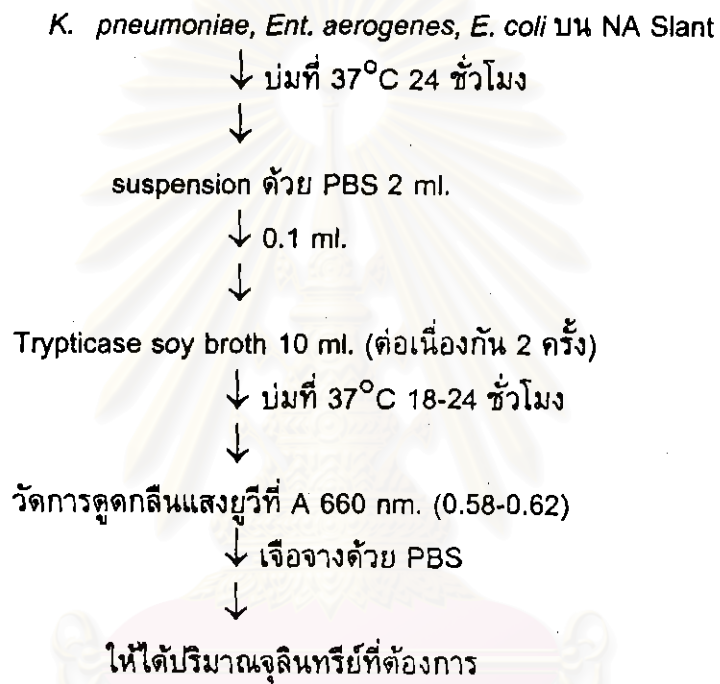 K. pneumoniae, Ent. aerogenes, E. coli บน NA Slant
↓ บ่มที่ 37°C 24 ชั่วโมง
↓
suspension ด้วย PBS 2 ml.
↓ 0.1 ml.
↓
Trypticase soy broth 10 ml. (ต่อเนื่องกัน 2 ครั้ง)
↓ บ่มที่ 37°C 18-24 ชั่วโมง
↓
วัดการดูดกลืนแสงยูวีที่ A 660 nm. (0.58-0.62)
↓ เจือจางด้วย PBS
↓
ให้ได้ปริมาณจุลินทรีย์ที่ต้องการ